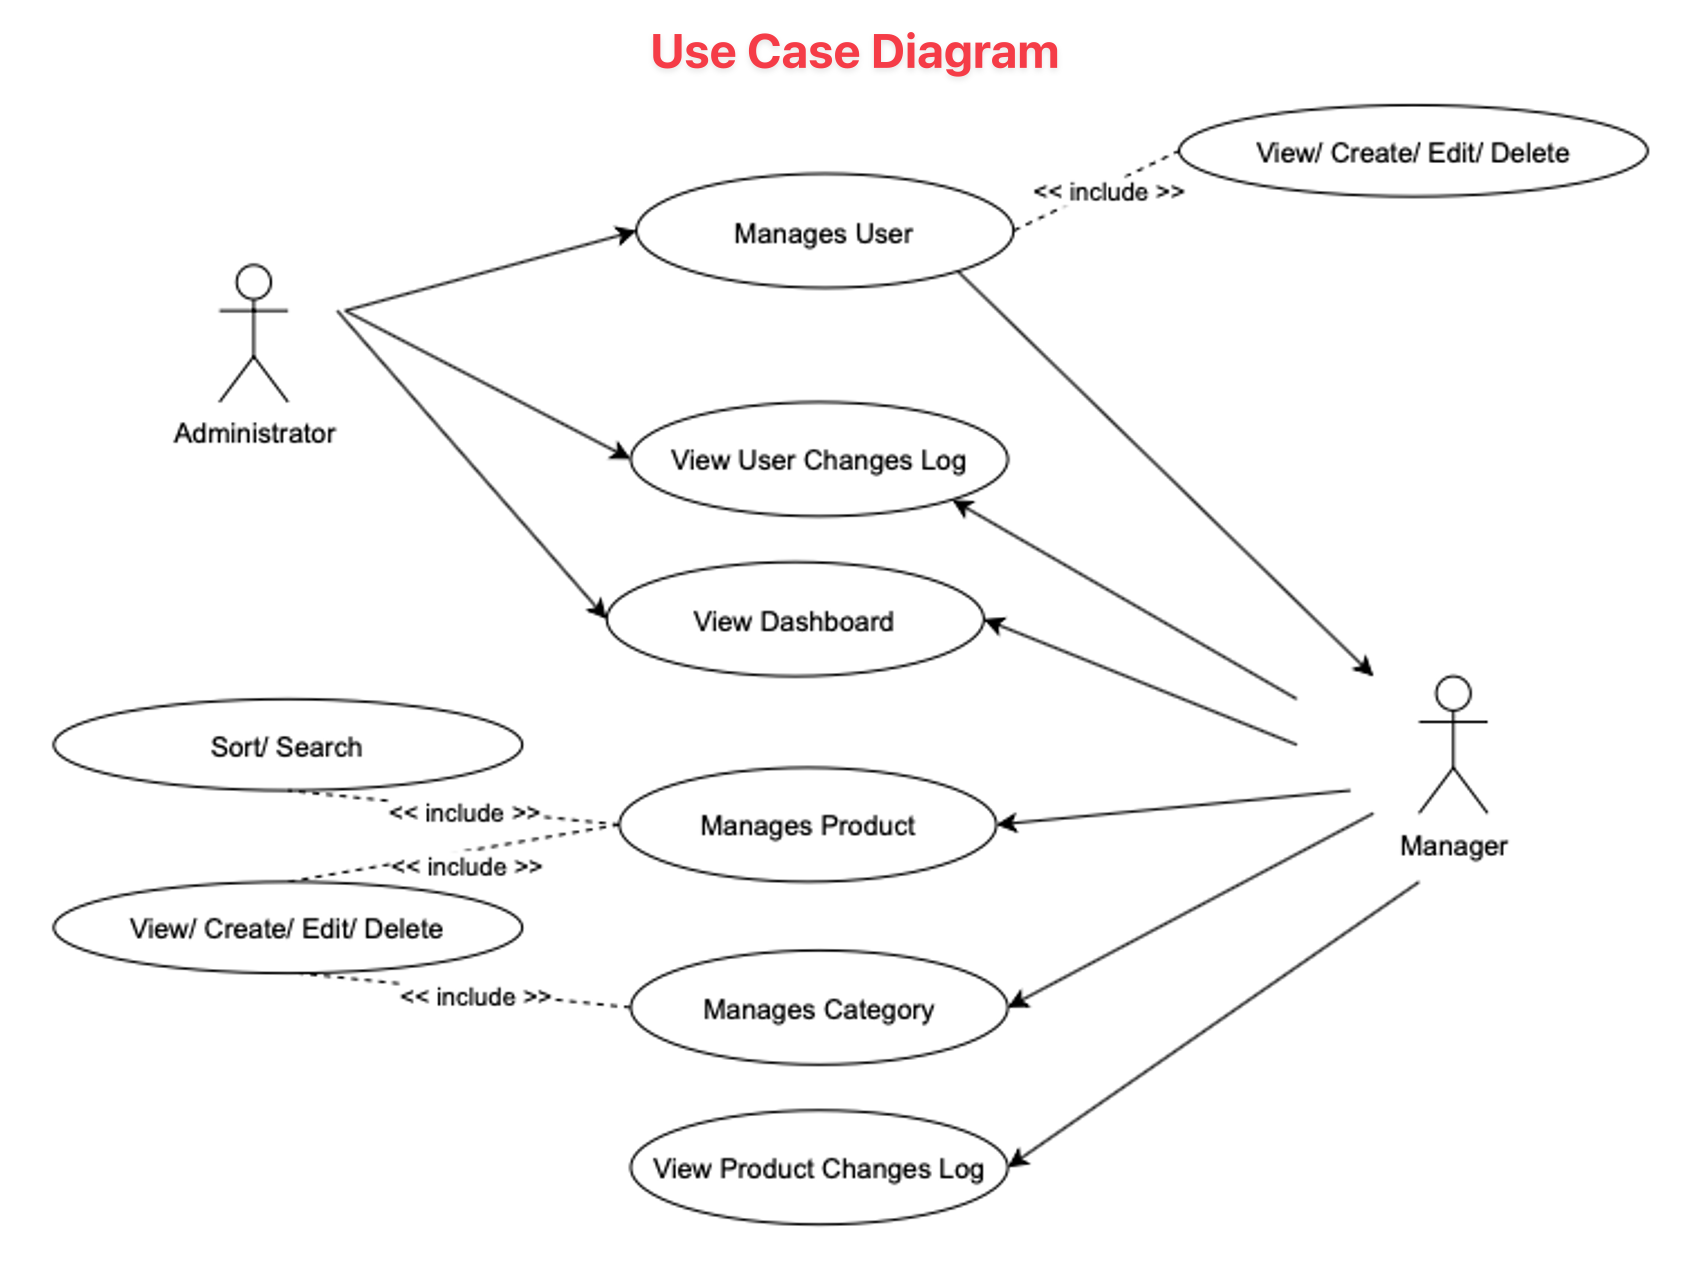 Use Case Diagram
View/ Create/ Edit/ Delete
<< include >>
Manages User
Administrator
View User Changes Log
View Dashboard
Sort/ Search
<< include >>
Manages Product
Manager
<< include >>
View/ Create/ Edit/ Delete
<< include >>
Manages Category
View Product Changes Log